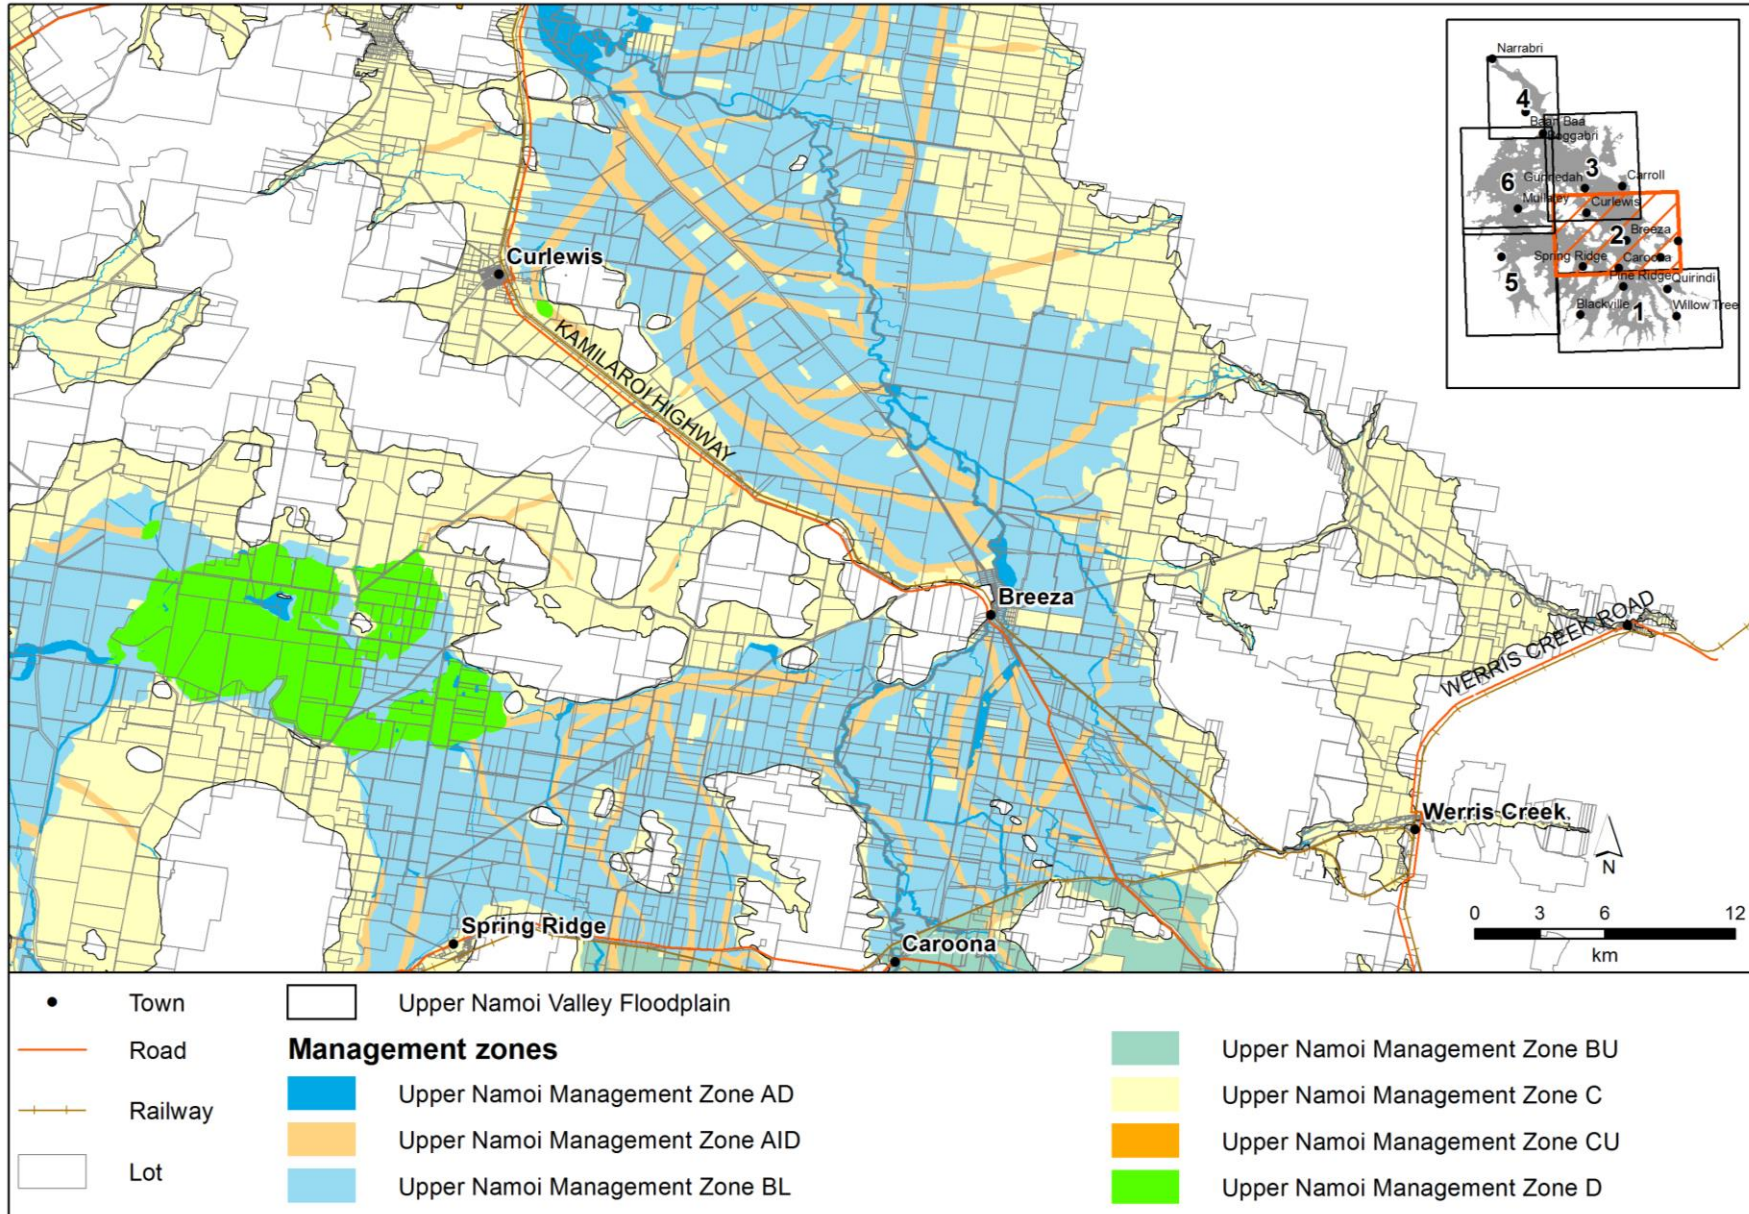 Curlewis
KAMILAROI HIGHWAY
Breeza
WERRIS CREEK ROAD
Werris Creek
Spring Ridge
Caroona
N
0 3 6 12
km
Narrabri
4
Baan Baa
Boggabri
3
6
Gunnedah
Carroll
Mullaley
Curlewis
2
Breeza
Spring Ridge
Caroona
5
Pine Ridge
Quirindi
Blackville
1
Willow Tree
Town
Road
Railway
Lot
Upper Namoi Valley Floodplain
Management zones
Upper Namoi Management Zone AD
Upper Namoi Management Zone AID
Upper Namoi Management Zone BL
Upper Namoi Management Zone BU
Upper Namoi Management Zone C
Upper Namoi Management Zone CU
Upper Namoi Management Zone D